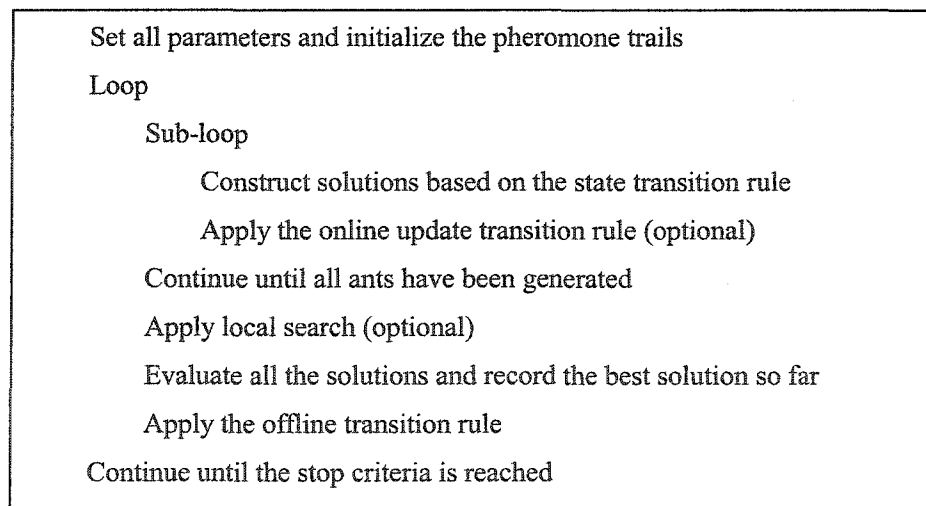 Set all parameters and initialize the pheromone trails
Loop
Sub-loop
Construct solutions based on the state transition rule
Apply the online update transition rule (optional)
Continue until all ants have been generated
Apply local search (optional)
Evaluate all the solutions and record the best solution so far
Apply the offline transition rule
Continue until the stop criteria is reached